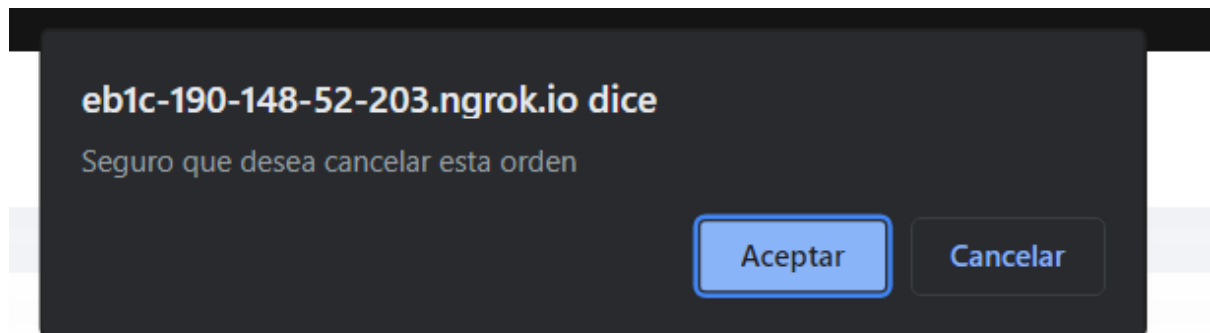 eb1c-190-148-52-203.ngrok.io dice
Seguro que desea cancelar esta orden
Aceptar Cancelar